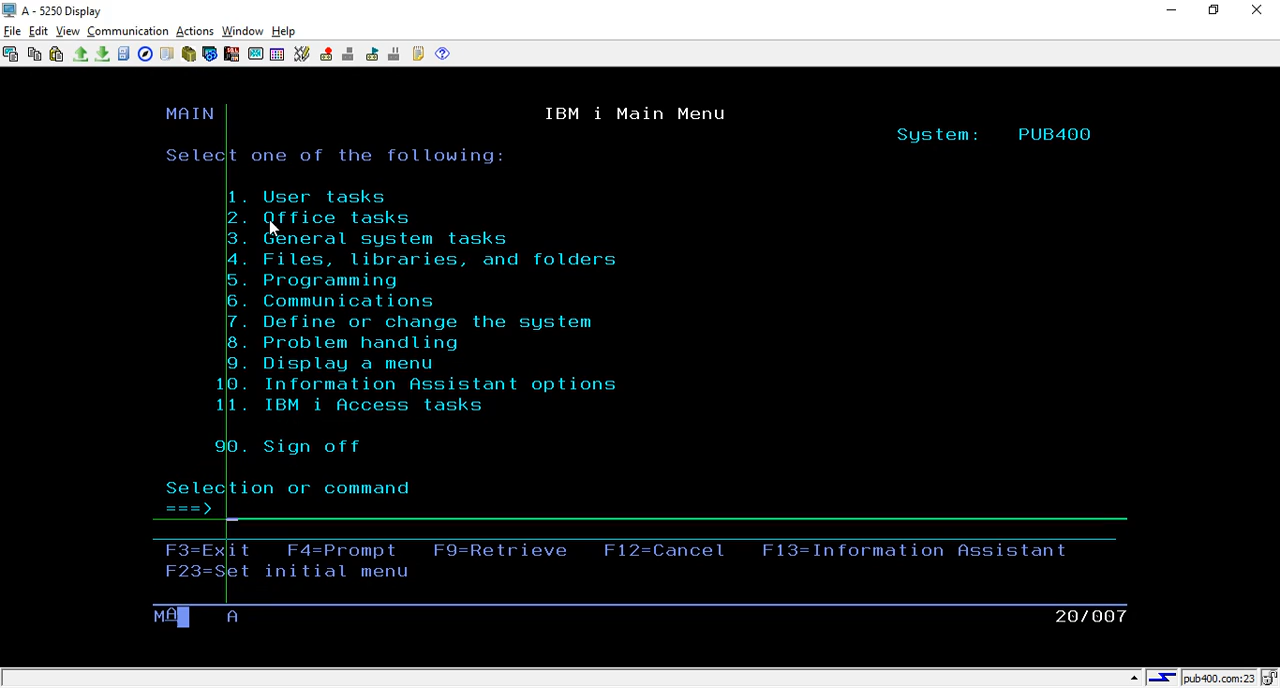 A - 5250 Display
File Edit View Communication Actions Window Help
MAIN IBM i Main Menu
System: PUB400
Select one of the following:
1. User tasks
2. Office tasks
3. General system tasks
4. Files, libraries, and folders
5. Programming
6. Communications
7. Define or change the system
8. Problem handling
9. Display a menu
10. Information Assistant options
11. IBM i Access tasks
90. Sign off
Selection or command
===>
F3=Exit F4=Prompt F9=Retrieve F12=Cancel F13=Information Assistant
F23=Set initial menu
MA A 20/007
pub400.com:23